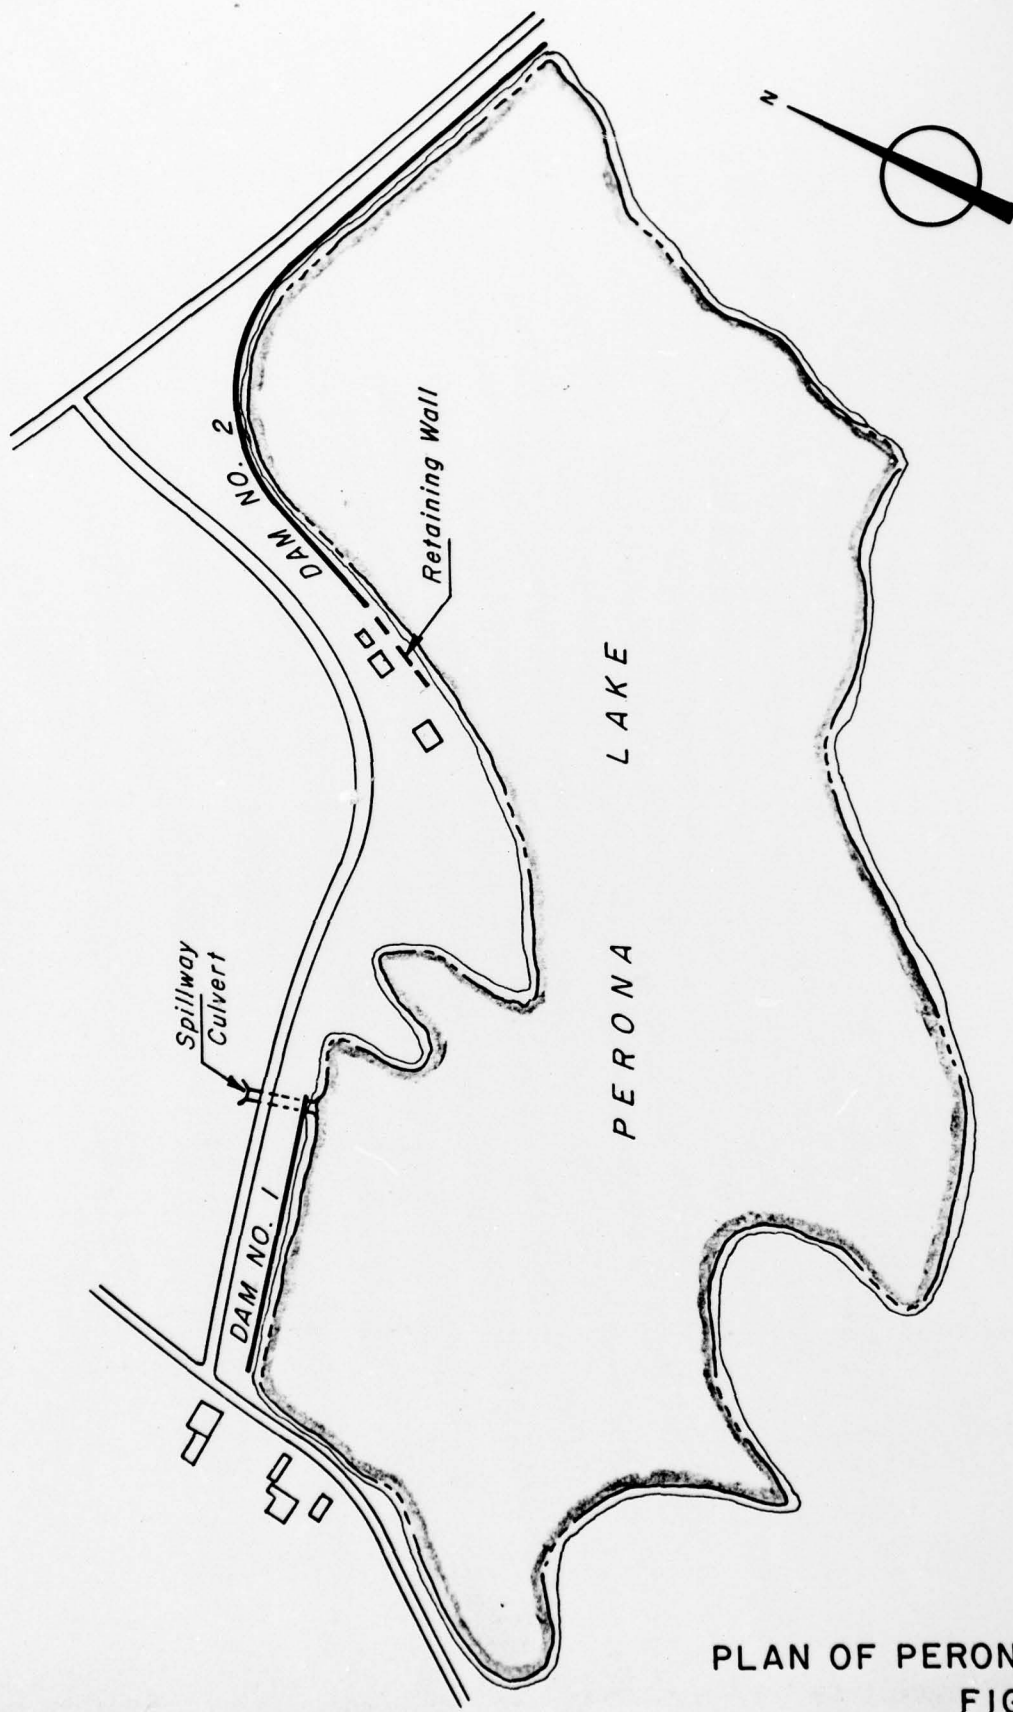 N
DAM NO. 2
Retaining Wall
PERONA LAKE
Spillway
Culvert
DAM NO. 1
PLAN OF PERON
FIG